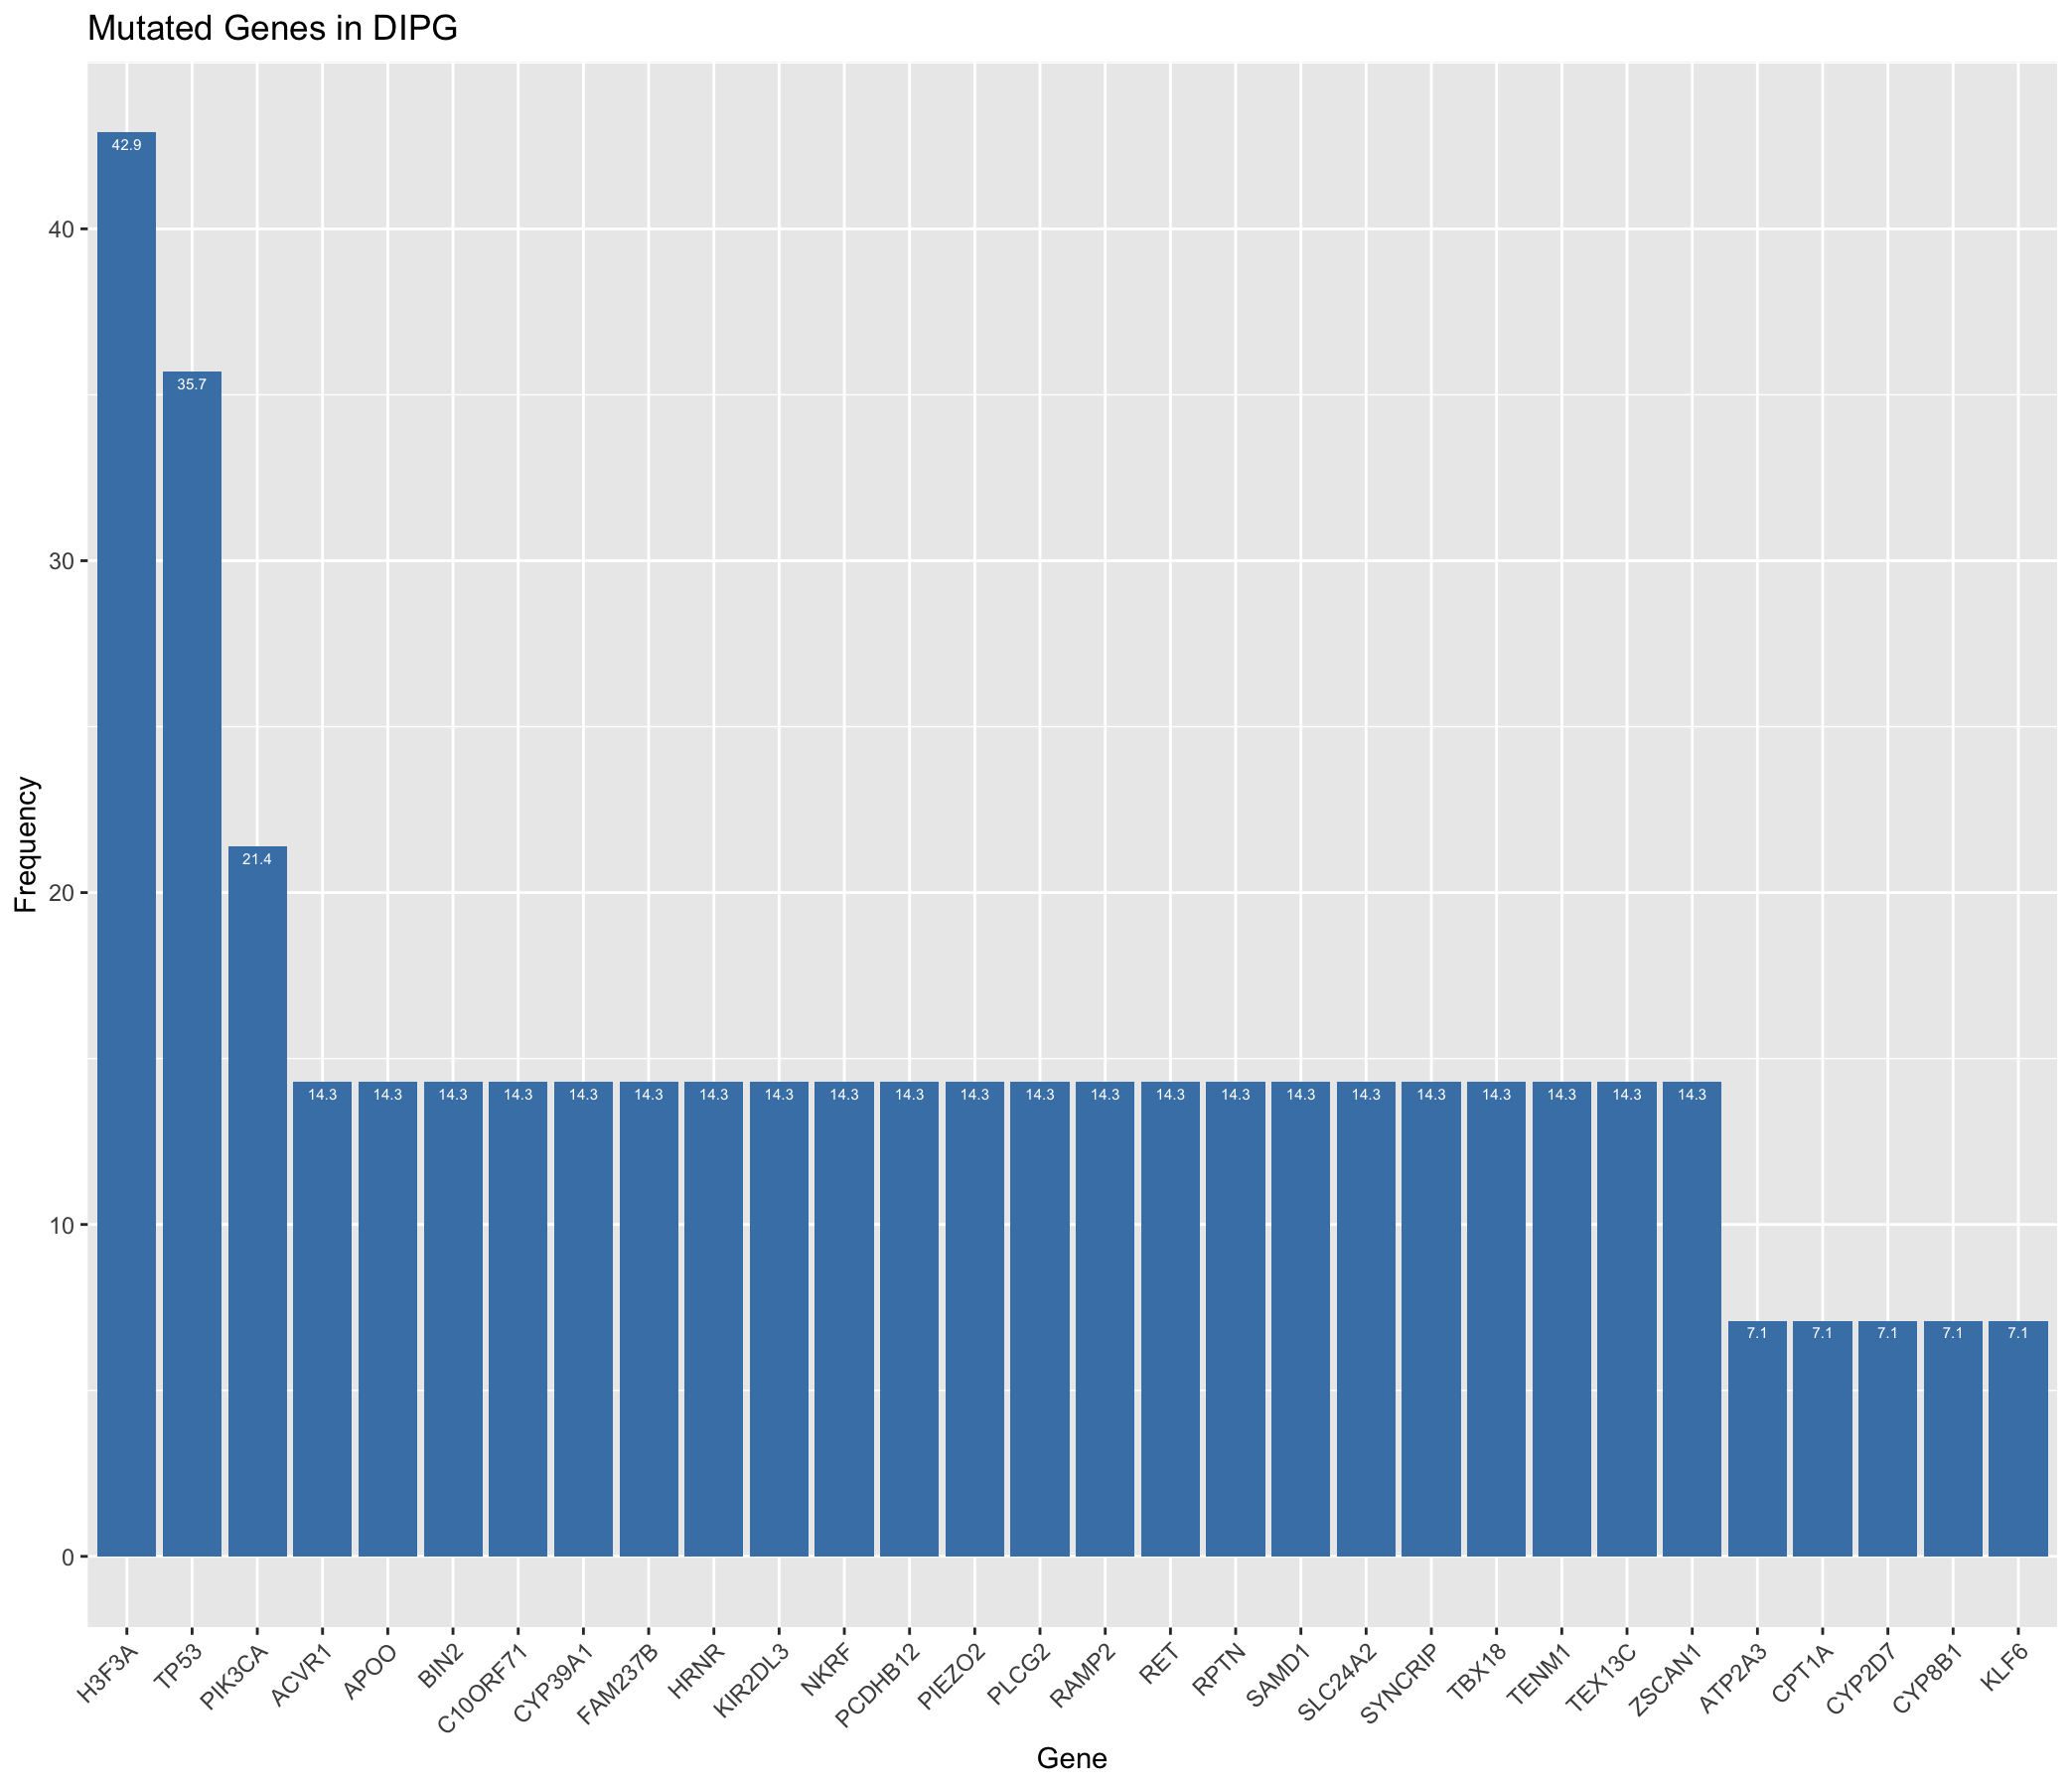 Mutated Genes in DIPG
Frequency
40
30
20
10
0
42.9
35.7
21.4
14.3 14.3 14.3 14.3 14.3 14.3 14.3 14.3 14.3 14.3 14.3 14.3 14.3 14.3 14.3 14.3 14.3 14.3 14.3 14.3 14.3 14.3
7.1 7.1 7.1 7.1 7.1
H3F3A TP53 PIK3CA ACVR1 APOO BIN2 C10ORF71 CYP39A1 FAM237B HRNR KIR2DL3 NKRF PCDHB12 PIEZO2 PLCG2 RAMP2 RET RPTN SAMD1 SLC24A2 SYNCRIP TBX18 TENM1 TEX13C ZSCAN1 ATP2A3 CPT1A CYP2D7 CYP8B1 KLF6
Gene